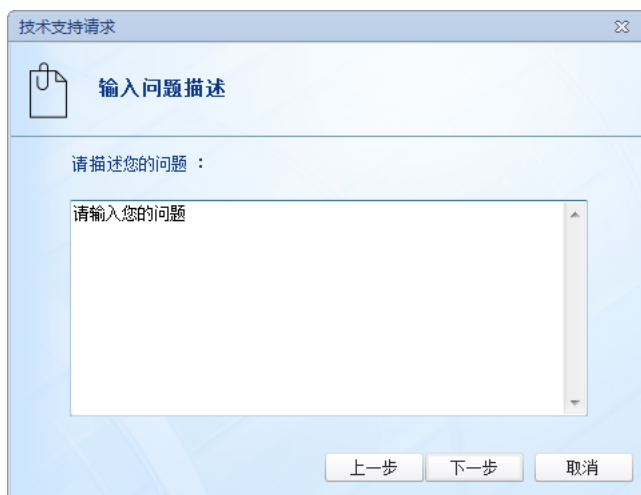 技术支持请求
输入问题描述
请描述您的问题 ：
请输入您的问题
上一步 下一步 取消